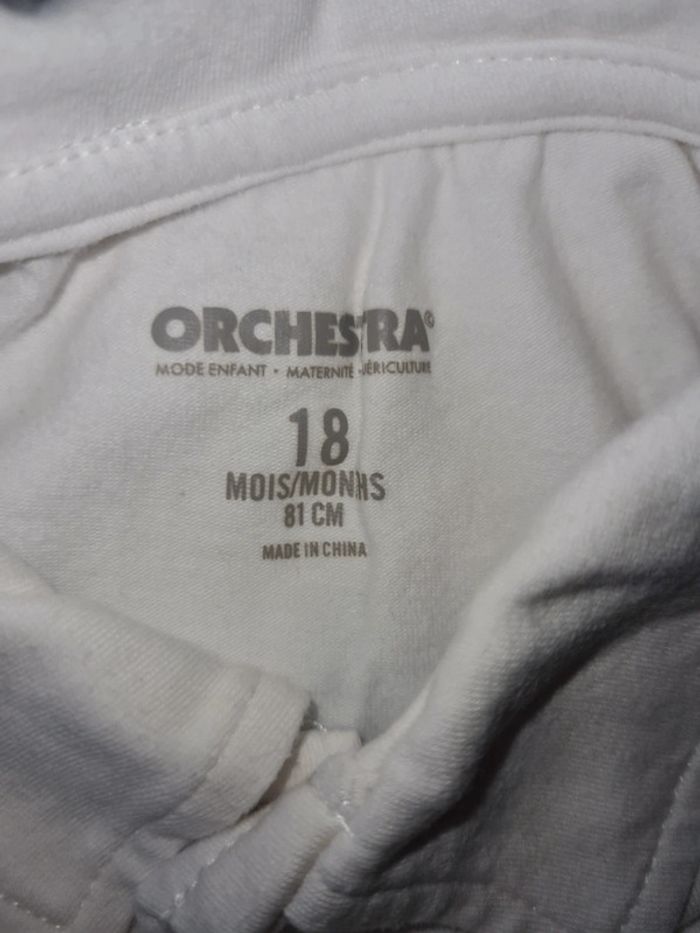 ORCHESTRA©
MODE ENFANT • MATERNITÉ
18
MOIS/MONTHS
81 CM
MADE IN CHINA